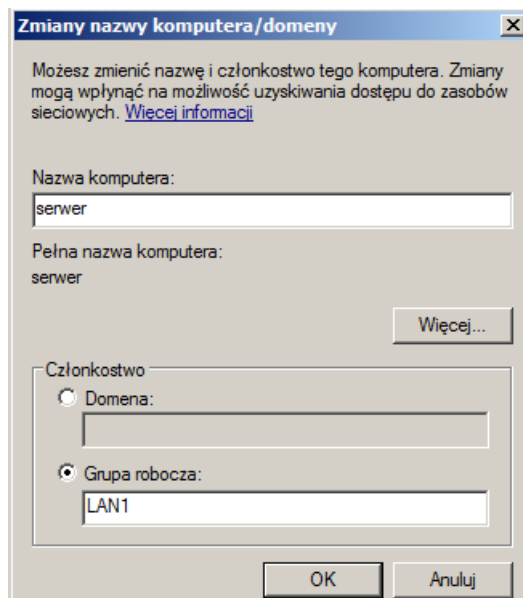 Zmiany nazwy komputera/domeny
Możesz zmienić nazwę i członkostwo tego komputera. Zmiany
mogą wpłynąć na możliwość uzyskiwania dostępu do zasobów
sieciowych. Więcej informacji
Nazwa komputera:
serwer
Pełna nazwa komputera:
serwer
Więcej...
Członkostwo
Domena:
Grupa robocza:
LAN1
OK
Anuluj